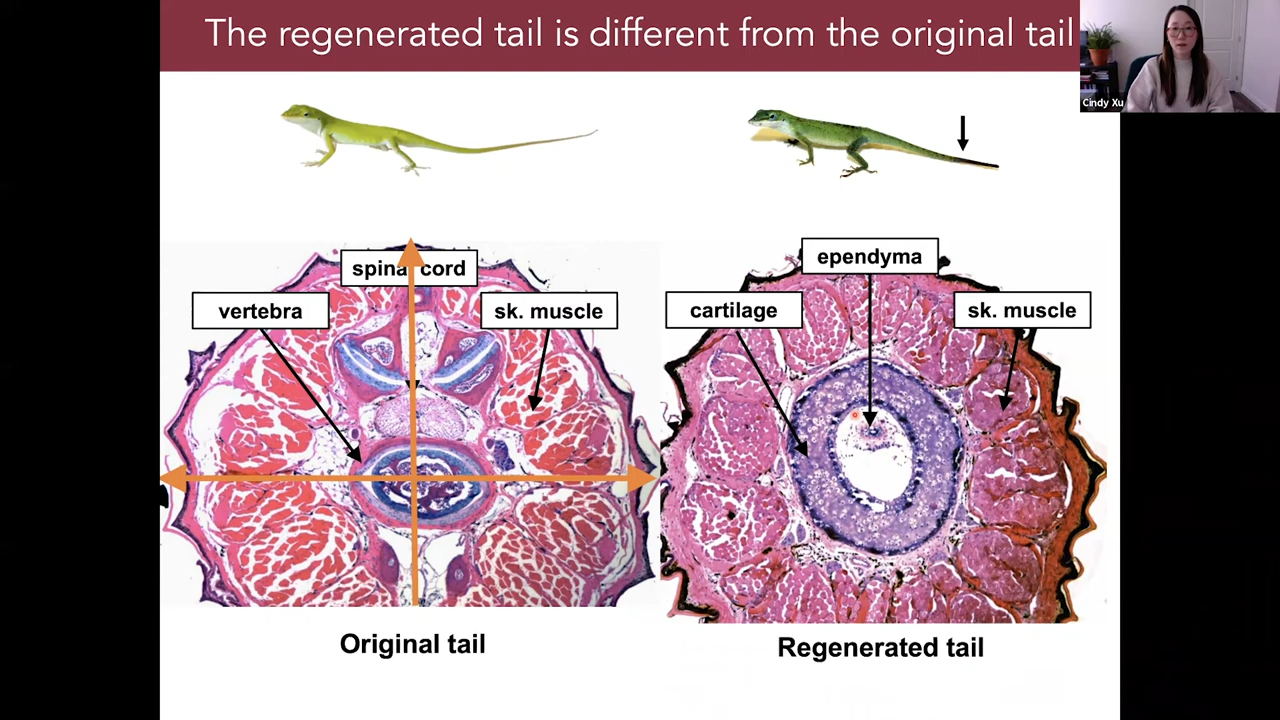 The regenerated tail is different from the original tail
Cindy Xu
spinal cord
vertebra
sk. muscle
ependyma
cartilage
sk. muscle
Original tail
Regenerated tail